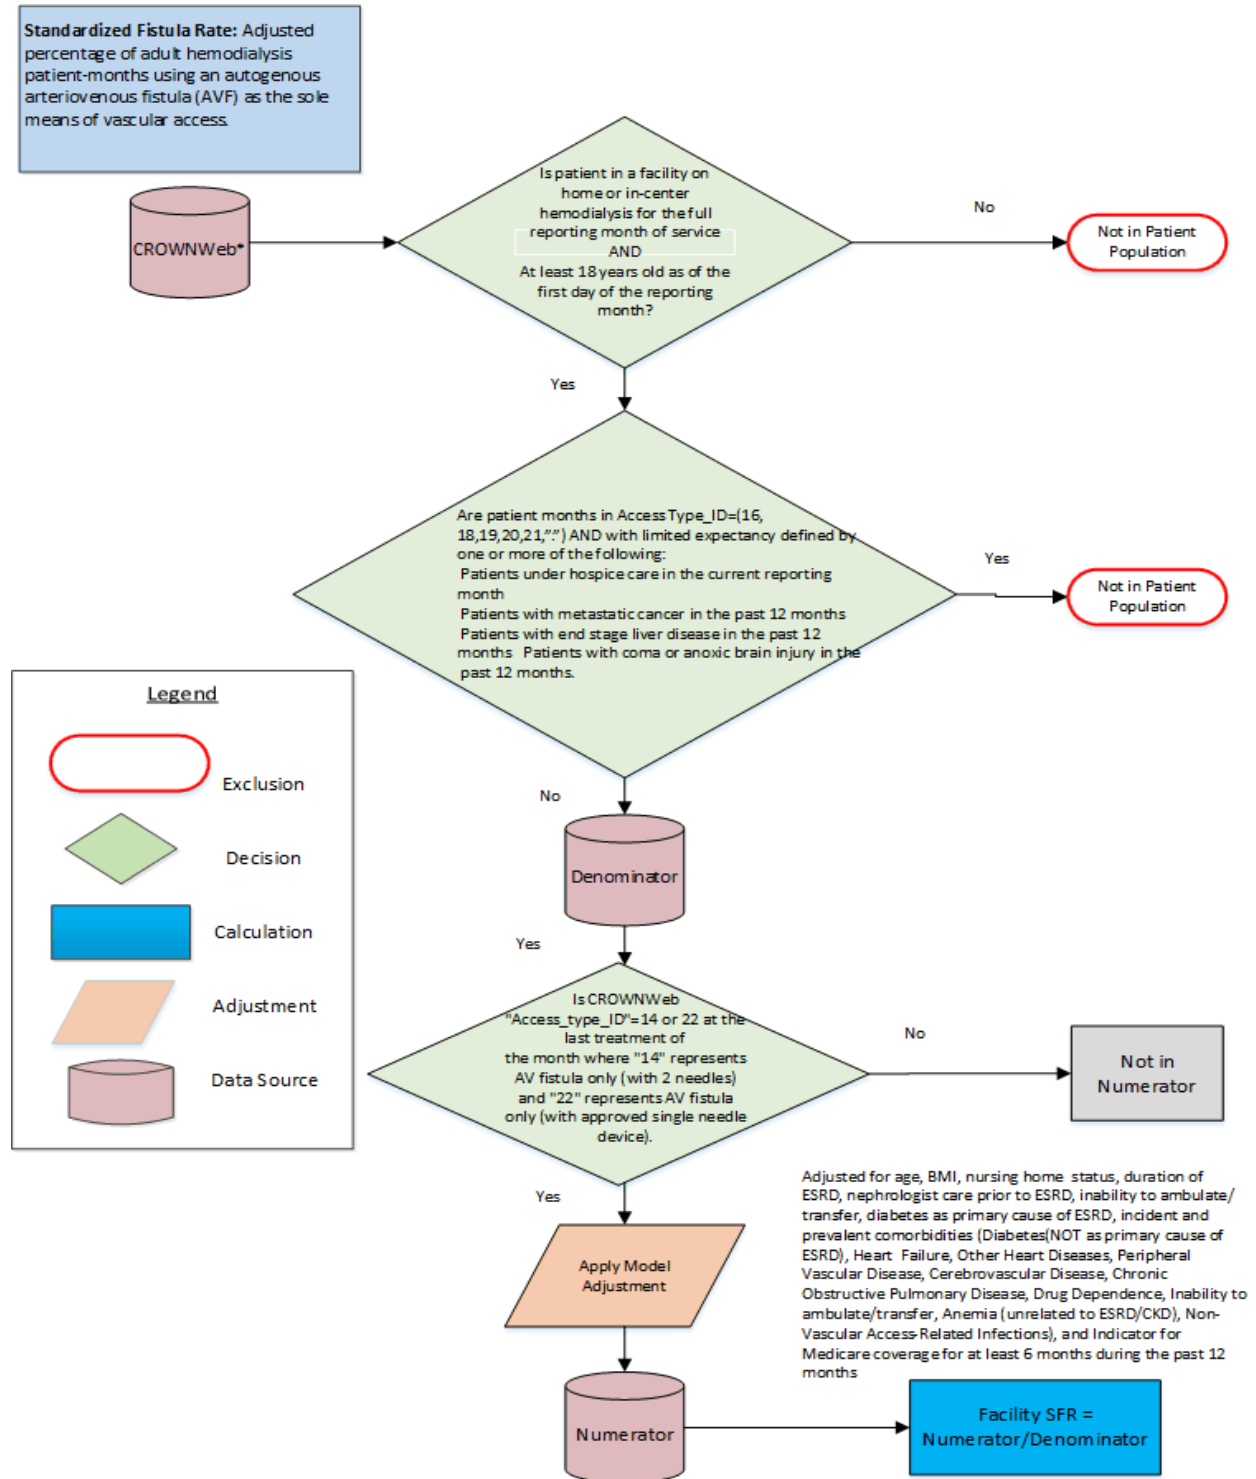 Standardized Fistula Rate: Adjusted
percentage of adult hemodialysis
patient-months using an autogenous
arteriovenous fistula (AVF) as the sole
means of vascular access.
CROWNWeb*
Is patient in a facility on
home or in-center
hemodialysis for the full
reporting month of service
AND
At least 18 years old as of the
first day of the reporting
month?
No
Not in Patient
Population
Yes
Are patient months in Access Type_ID=(16,
18,19,20,21,".") AND with limited expectancy defined by
one or more of the following:
Patients under hospice care in the current reporting
month
Patients with metastatic cancer in the past 12 months
Patients with end stage liver disease in the past 12
months Patients with coma or anoxic brain injury in the
past 12 months.
Yes
Not in Patient
Population
No
Legend
Exclusion
Decision
Calculation
Adjustment
Data Source
Denominator
Yes
Is CROWNWeb
"Access_type_ID"=14 or 22 at the
last treatment of
the month where "14" represents
AV fistula only (with 2 needles)
and "22" represents AV fistula
only (with approved single needle
device).
No
Not in
Numerator
Yes
Apply Model
Adjustment
Adjusted for age, BMI, nursing home status, duration of
ESRD, nephrologist care prior to ESRD, inability to ambulate/
transfer, diabetes as primary cause of ESRD, incident and
prevalent comorbidities (Diabetes(NOT as primary cause of
ESRD), Heart Failure, Other Heart Diseases, Peripheral
Vascular Disease, Cerebrovascular Disease, Chronic
Obstructive Pulmonary Disease, Drug Dependence, Inability to
ambulate/transfer, Anemia (unrelated to ESRD/CKD), Non-
Vascular Access-Related Infections), and Indicator for
Medicare coverage for at least 6 months during the past 12
months
Numerator
Facility SFR =
Numerator/Denominator